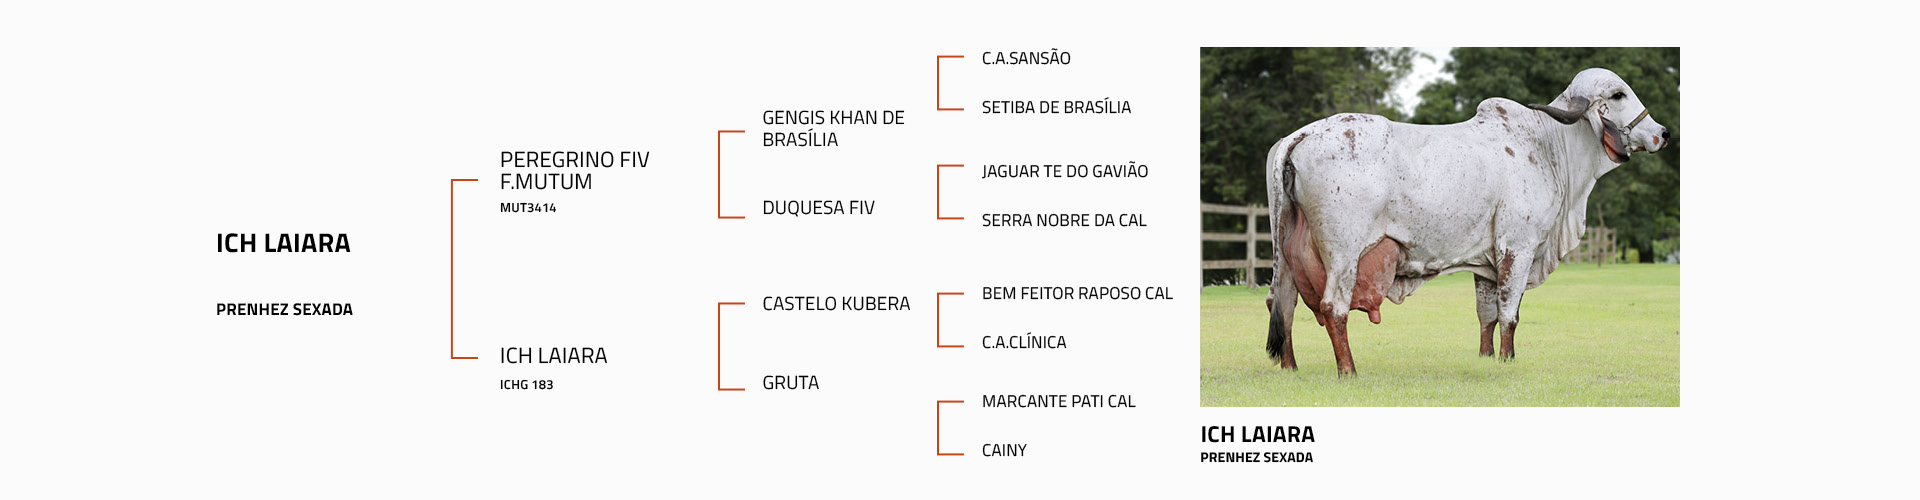 ICH LAIARA
PRENHEZ SEXADA
PEREGRINO FIV
F.MUTUM
MUT3414
ICH LAIARA
ICHG 183
GENGIS KHAN DE
BRASÍLIA
DUQUESA FIV
CASTELO KUBERA
GRUTA
C.A.SANSÃO
SETIBA DE BRASÍLIA
JAGUAR TE DO GAVIÃO
SERRA NOBRE DA CAL
BEM FEITOR RAPOSO CAL
C.A.CLÍNICA
MARCANTE PATI CAL
CAINY
ICH LAIARA
PRENHEZ SEXADA